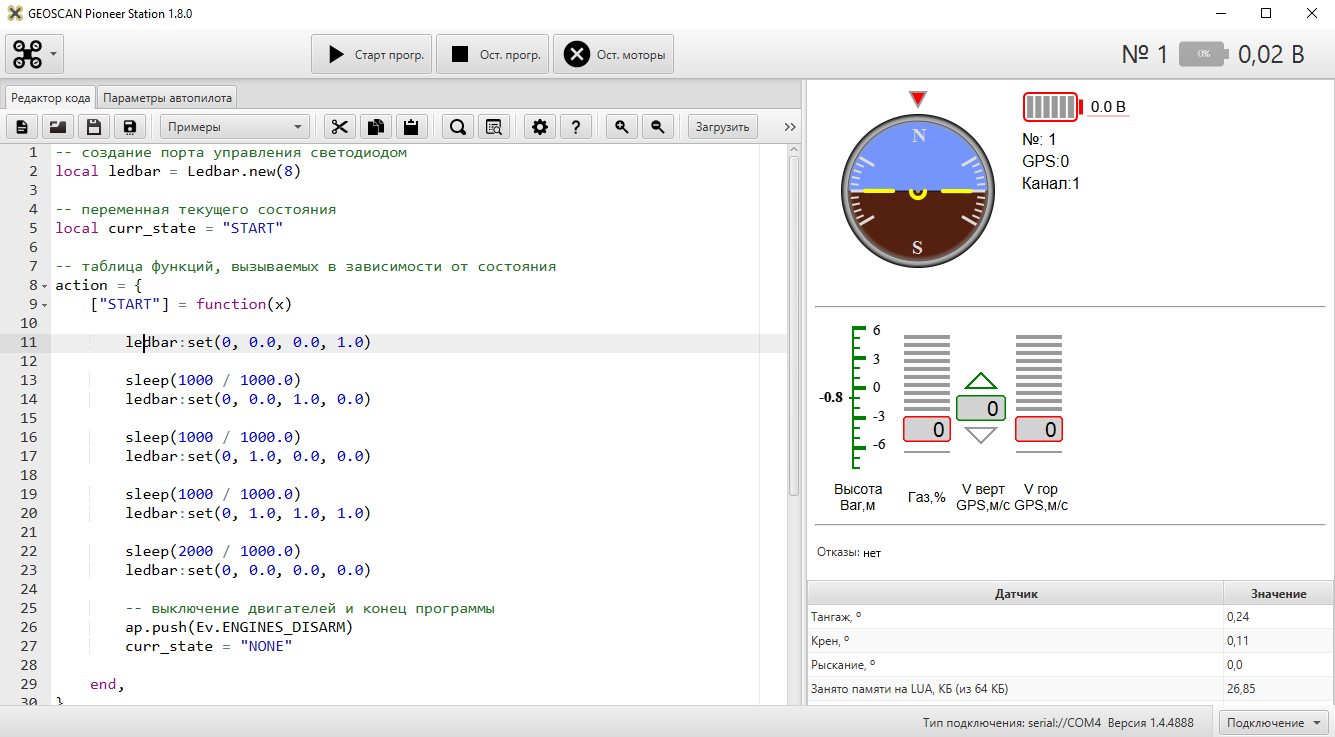 GEOSCAN Pioneer Station 1.8.0
Старт прогр. Ост. прогр. Ост. моторы № 1 0% 0,02 В
Редактор кода Параметры автопилота
Примеры Загрузить
1 -- создание порта управления светодиодом
2 local ledbar = Ledbar.new(8)
3
4 -- переменная текущего состояния
5 local curr_state = "START"
6
7 -- таблица функций, вызываемых в зависимости от состояния
8 action = {
9 ["START"] = function(x)
10
11 ledbar:set(0, 0.0, 0.0, 1.0)
12
13 sleep(1000 / 1000.0)
14 ledbar:set(0, 0.0, 1.0, 0.0)
15
16 sleep(1000 / 1000.0)
17 ledbar:set(0, 1.0, 0.0, 0.0)
18
19 sleep(1000 / 1000.0)
20 ledbar:set(0, 1.0, 1.0, 1.0)
21
22 sleep(2000 / 1000.0)
23 ledbar:set(0, 0.0, 0.0, 0.0)
24
25 -- выключение двигателей и конец программы
26 ap.push(Ev.ENGINES_DISARM)
27 curr_state = "NONE"
28
29 end,
30 }
N
S
0.0 В
№: 1
GPS:0
Канал:1
6
3
0
-0.8
-3
-6
0
0
0
Высота
Bar,м
Газ,%
V верт
GPS,м/с
V гор
GPS,м/с
Отказы: нет
Датчик Значение
Тангаж, º 0,24
Крен, º 0,11
Рыскание, º 0,0
Занято памяти на LUA, КБ (из 64 КБ) 26,85
Тип подключения: serial://COM4 Версия 1.4.4888 Подключение